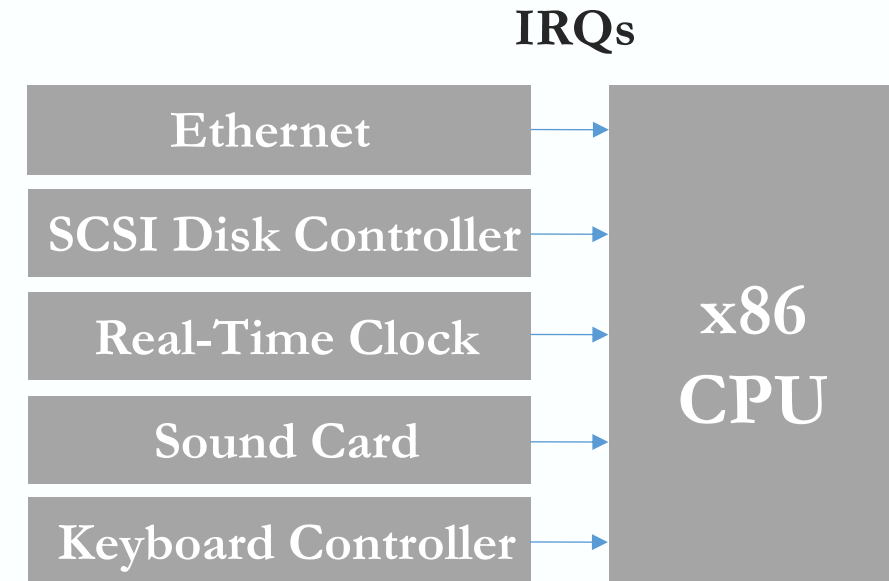 IRQs
Ethernet
SCSI Disk Controller
Real-Time Clock
Sound Card
Keyboard Controller
x86
CPU